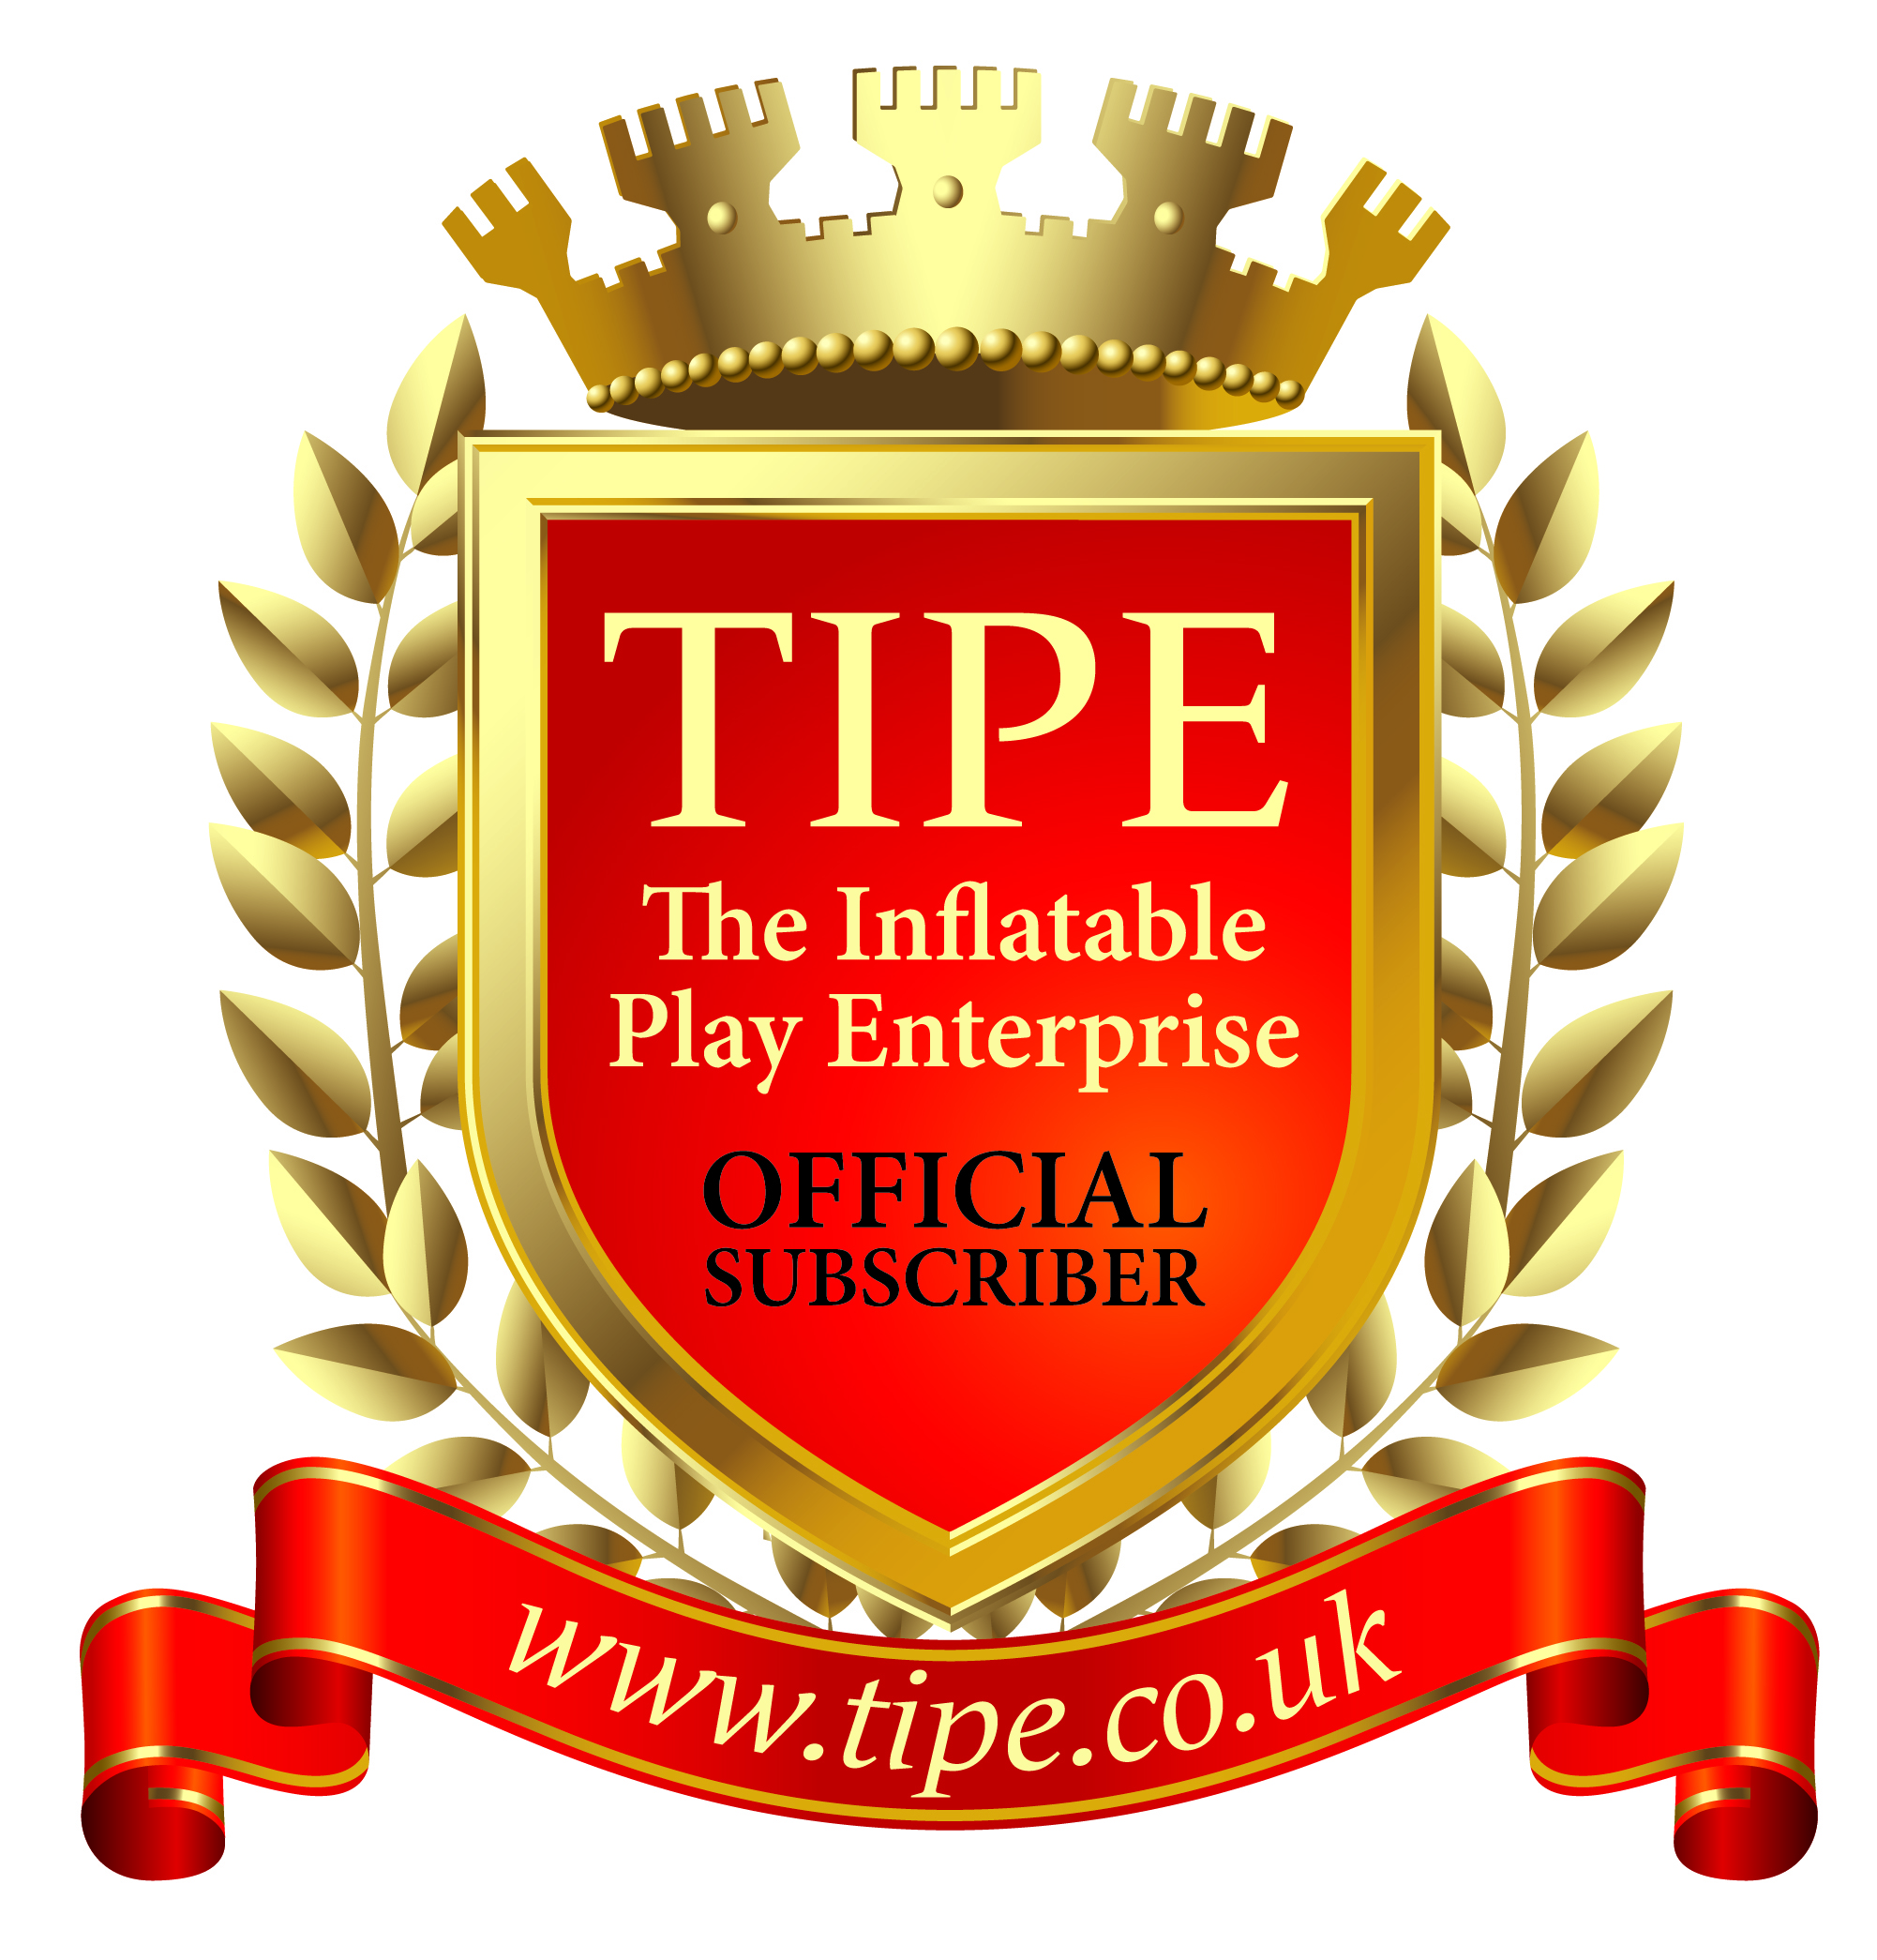 TIPE
The Inflatable
Play Enterprise
OFFICIAL
SUBSCRIBER
www.tipe.co.uk